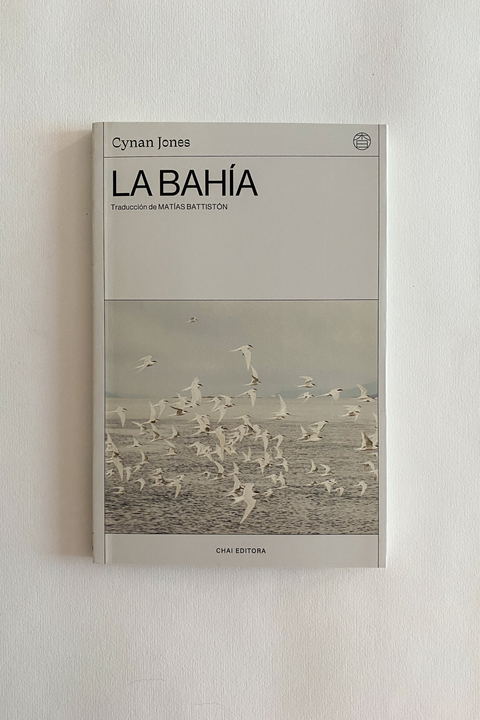 Cynan Jones
LA BAHÍA
Traducción de MATÍAS BATTISTÓN
CHAI EDITORA